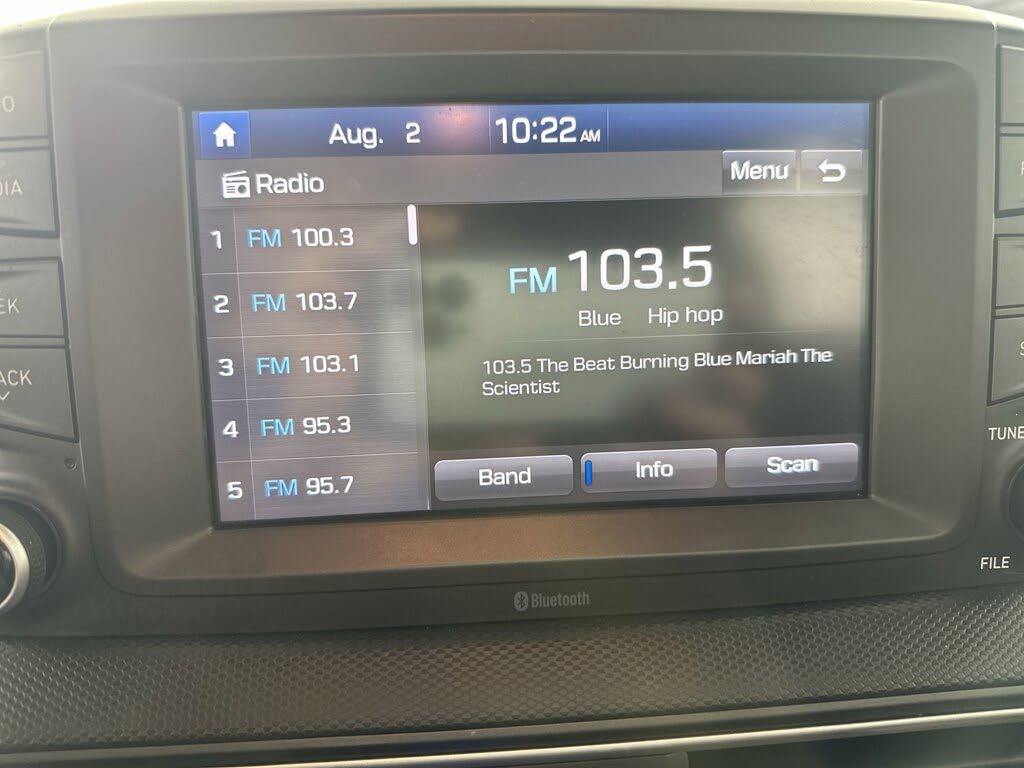 Aug. 2 10:22 AM
Radio Menu
1 FM 100.3
2 FM 103.7
3 FM 103.1
4 FM 95.3
5 FM 95.7
FM 103.5
Blue Hip hop
103.5 The Beat Burning Blue Mariah The
Scientist
Band Info Scan
TUNE
FILE
Bluetooth